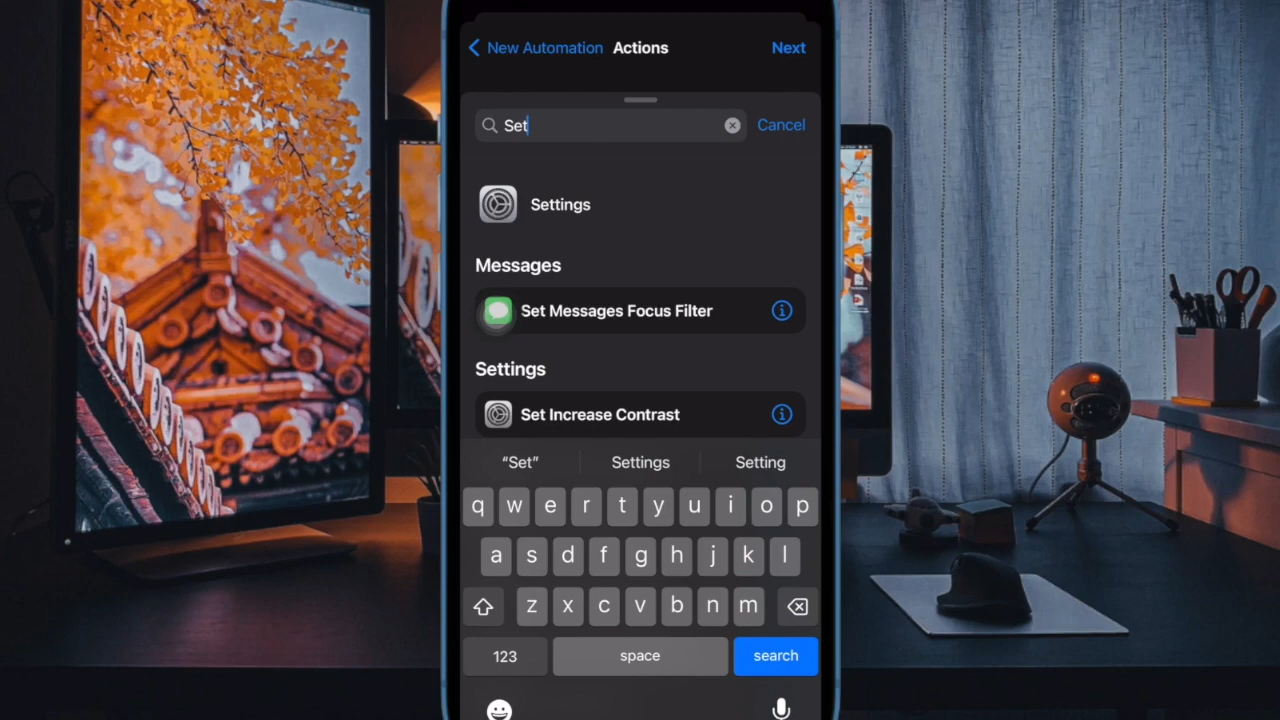 New Automation Actions Next
Set Cancel
Settings
Messages
Set Messages Focus Filter
Settings
Set Increase Contrast
“Set” Settings Setting
q w e r t y u i o p
a s d f g h j k l
z x c v b n m
123 space search